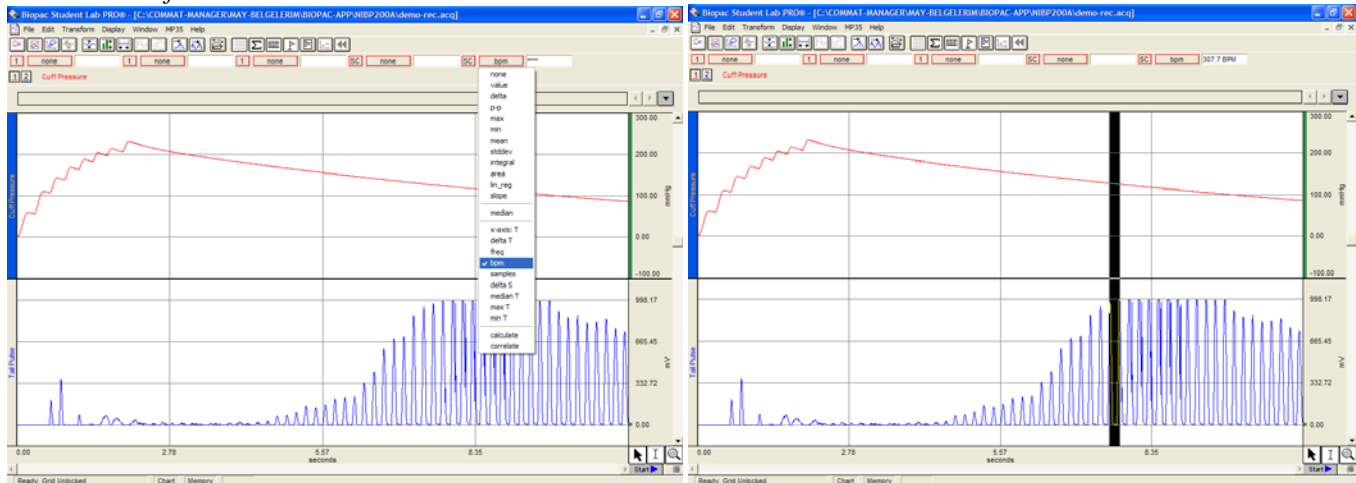 Biopac Student Lab PRO® - [C:\COMMAT-MANAGER\MAY-BELGELERIM\BIOPAC-APP\NIBP200A\demo-rec.acq]
File Edit Transform Display Window MP35 Help
1 none 1 none 1 none SC none SC bpm ****
1 2 Cuff Pressure
none
value
delta
p-p
max
min
mean
stddev
integral
area
lin_reg
slope
median
x-axis: T
delta T
freq
bpm
samples
delta S
median T
max T
min T
calculate
correlate
300.00
200.00
100.00
0.00
-100.00
Cuff Pressure
mmHg
998.17
665.45
332.72
0.00
Tail Pulse
mV
0.00 2.78 5.57 8.35
seconds
Start
Ready, Grid Unlocked Chart Memory
Biopac Student Lab PRO® - [C:\COMMAT-MANAGER\MAY-BELGELERIM\BIOPAC-APP\NIBP200A\demo-rec.acq]
File Edit Transform Display Window MP35 Help
1 none 1 none 1 none SC none SC bpm 307.7 BPM
1 2 Cuff Pressure
300.00
200.00
100.00
0.00
-100.00
Cuff Pressure
mmHg
998.17
665.45
332.72
0.00
Tail Pulse
mV
0.00 2.78 5.57 8.35
seconds
Start
Ready, Grid Unlocked Chart Memory